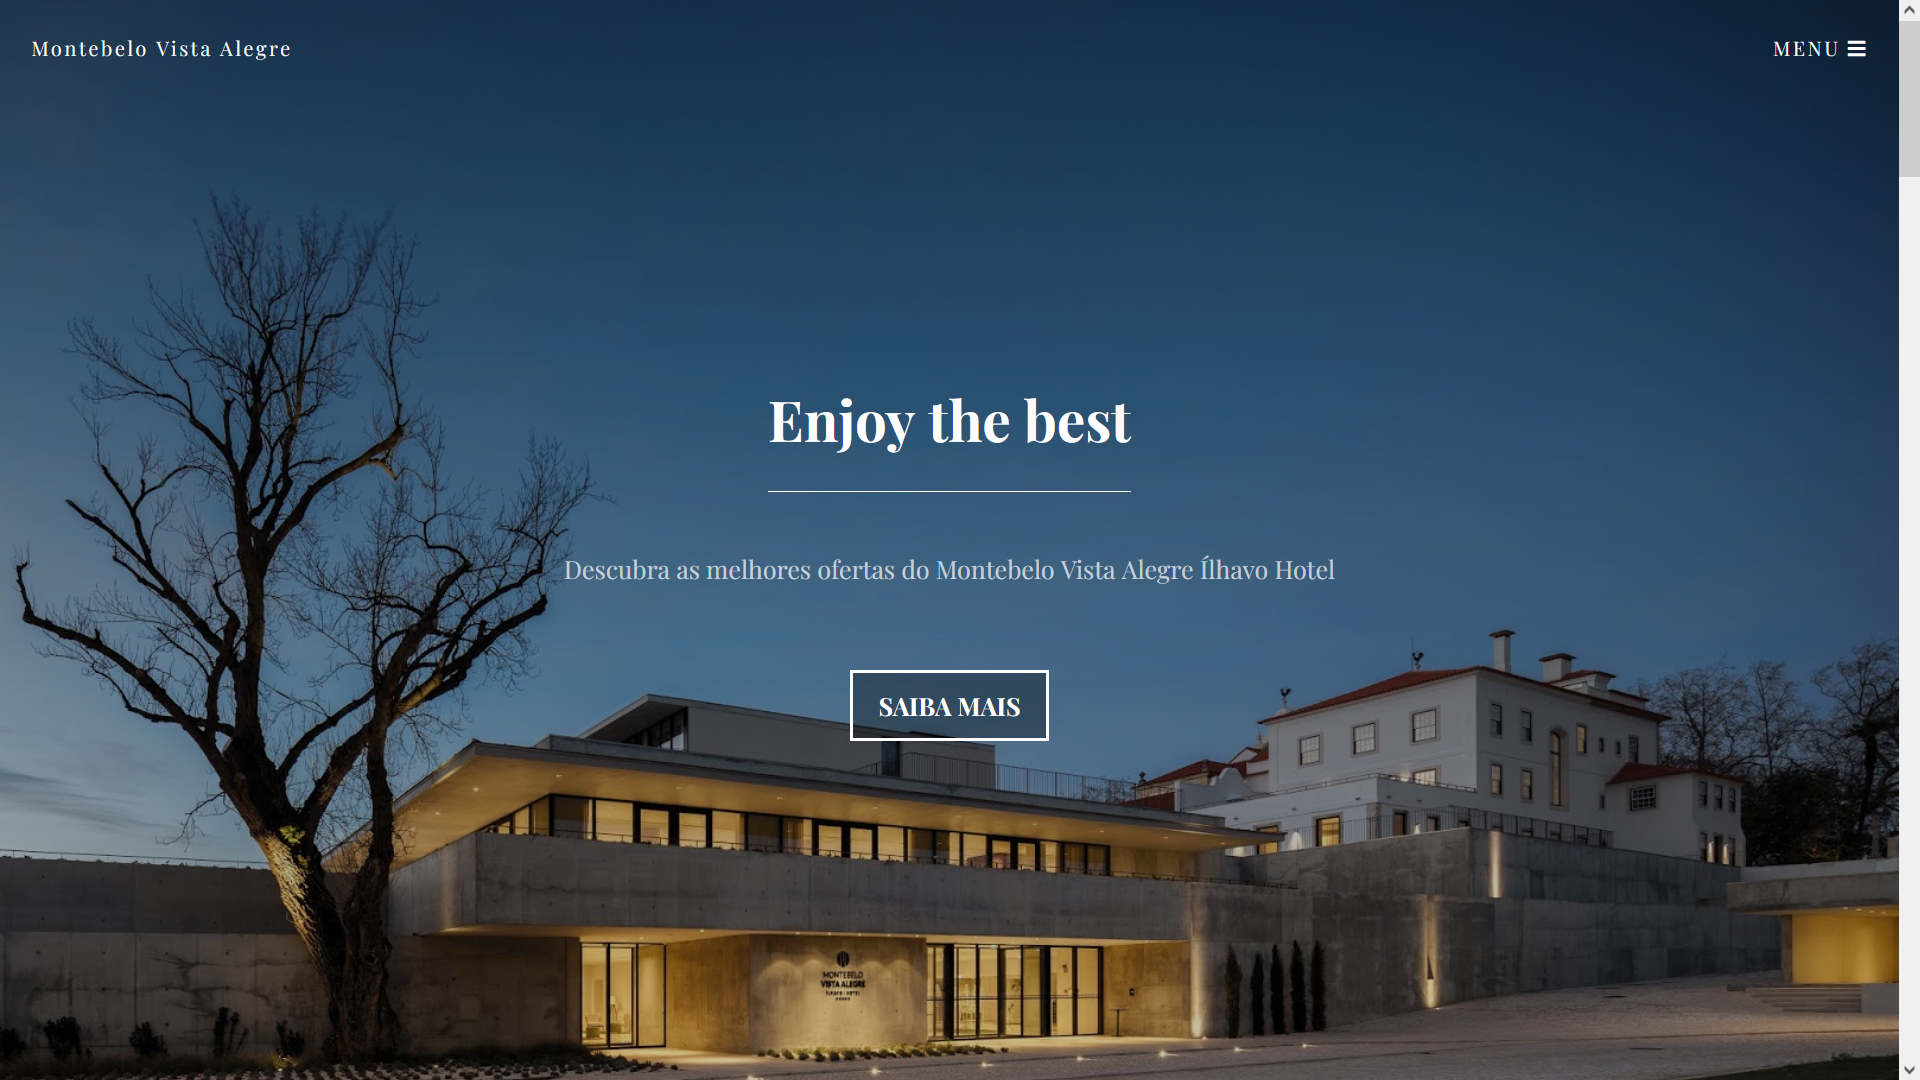 Montebelo Vista Alegre
MENU
Enjoy the best
Descubra as melhores ofertas do Montebelo Vista Alegre Ílhavo Hotel
SAIBA MAIS
MONTEBELO
VISTA ALEGRE